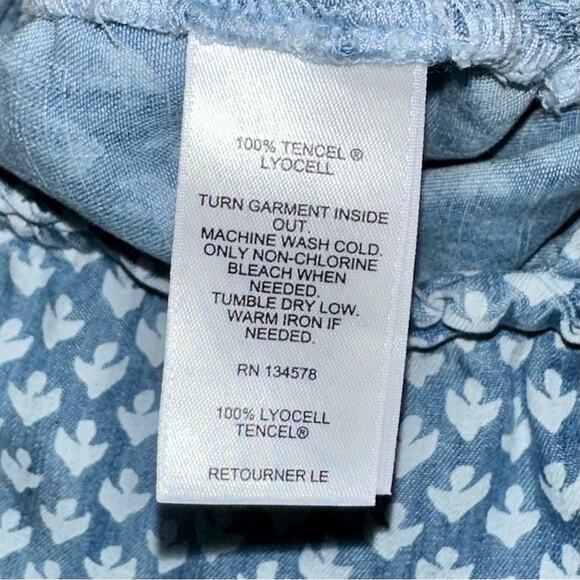 100% TENCEL ®
LYOCELL
TURN GARMENT INSIDE
OUT.
MACHINE WASH COLD.
ONLY NON-CHLORINE
BLEACH WHEN
NEEDED.
TUMBLE DRY LOW.
WARM IRON IF
NEEDED.
RN 134578
100% LYOCELL
TENCEL®
RETOURNER LE